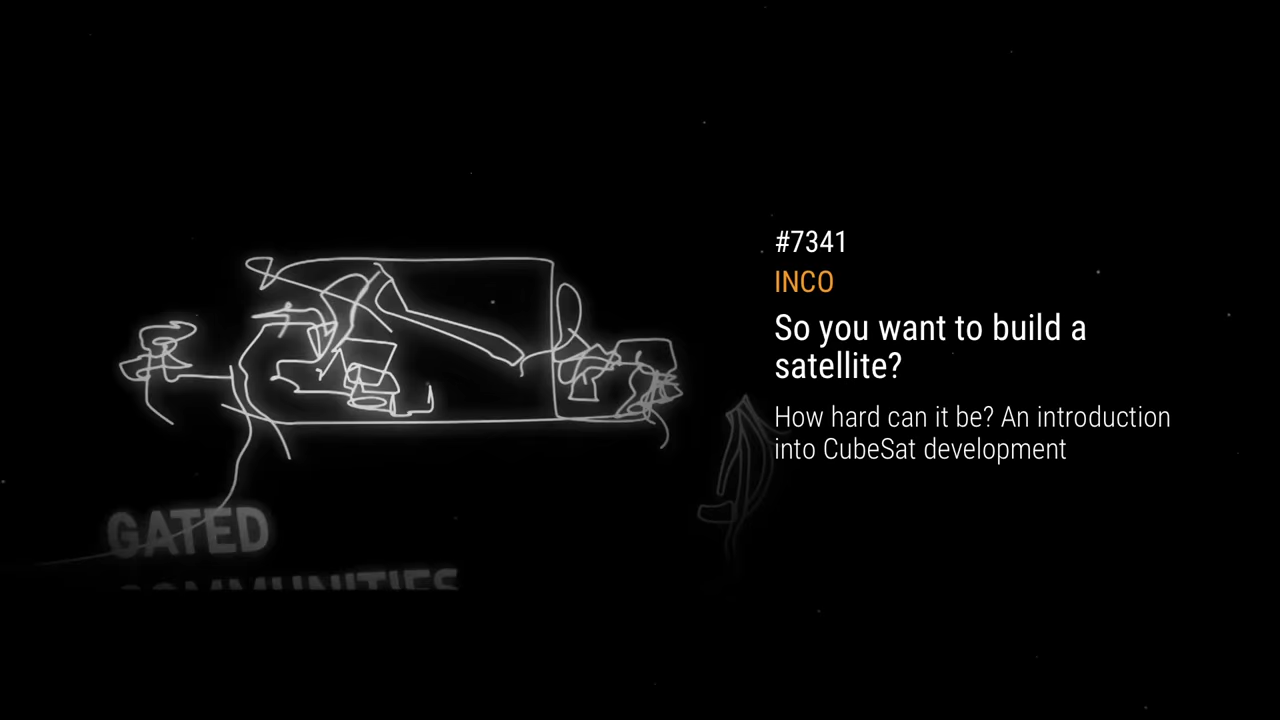 #7341
INCO
So you want to build a
satellite?
How hard can it be? An introduction
into CubeSat development
GATED
COMMUNITIES